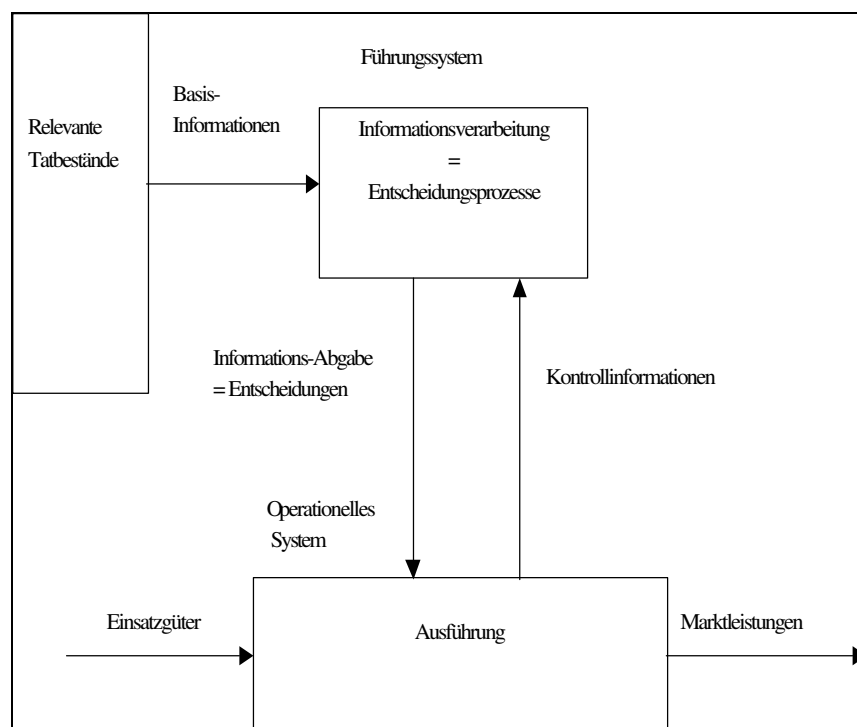 Führungssystem
Basis-
Informationen
Relevante
Tatbestände
Informationsverarbeitung
=
Entscheidungsprozesse
Informations-Abgabe
= Entscheidungen
Kontrollinformationen
Operationelles
System
Einsatzgüter
Ausführung
Marktleistungen